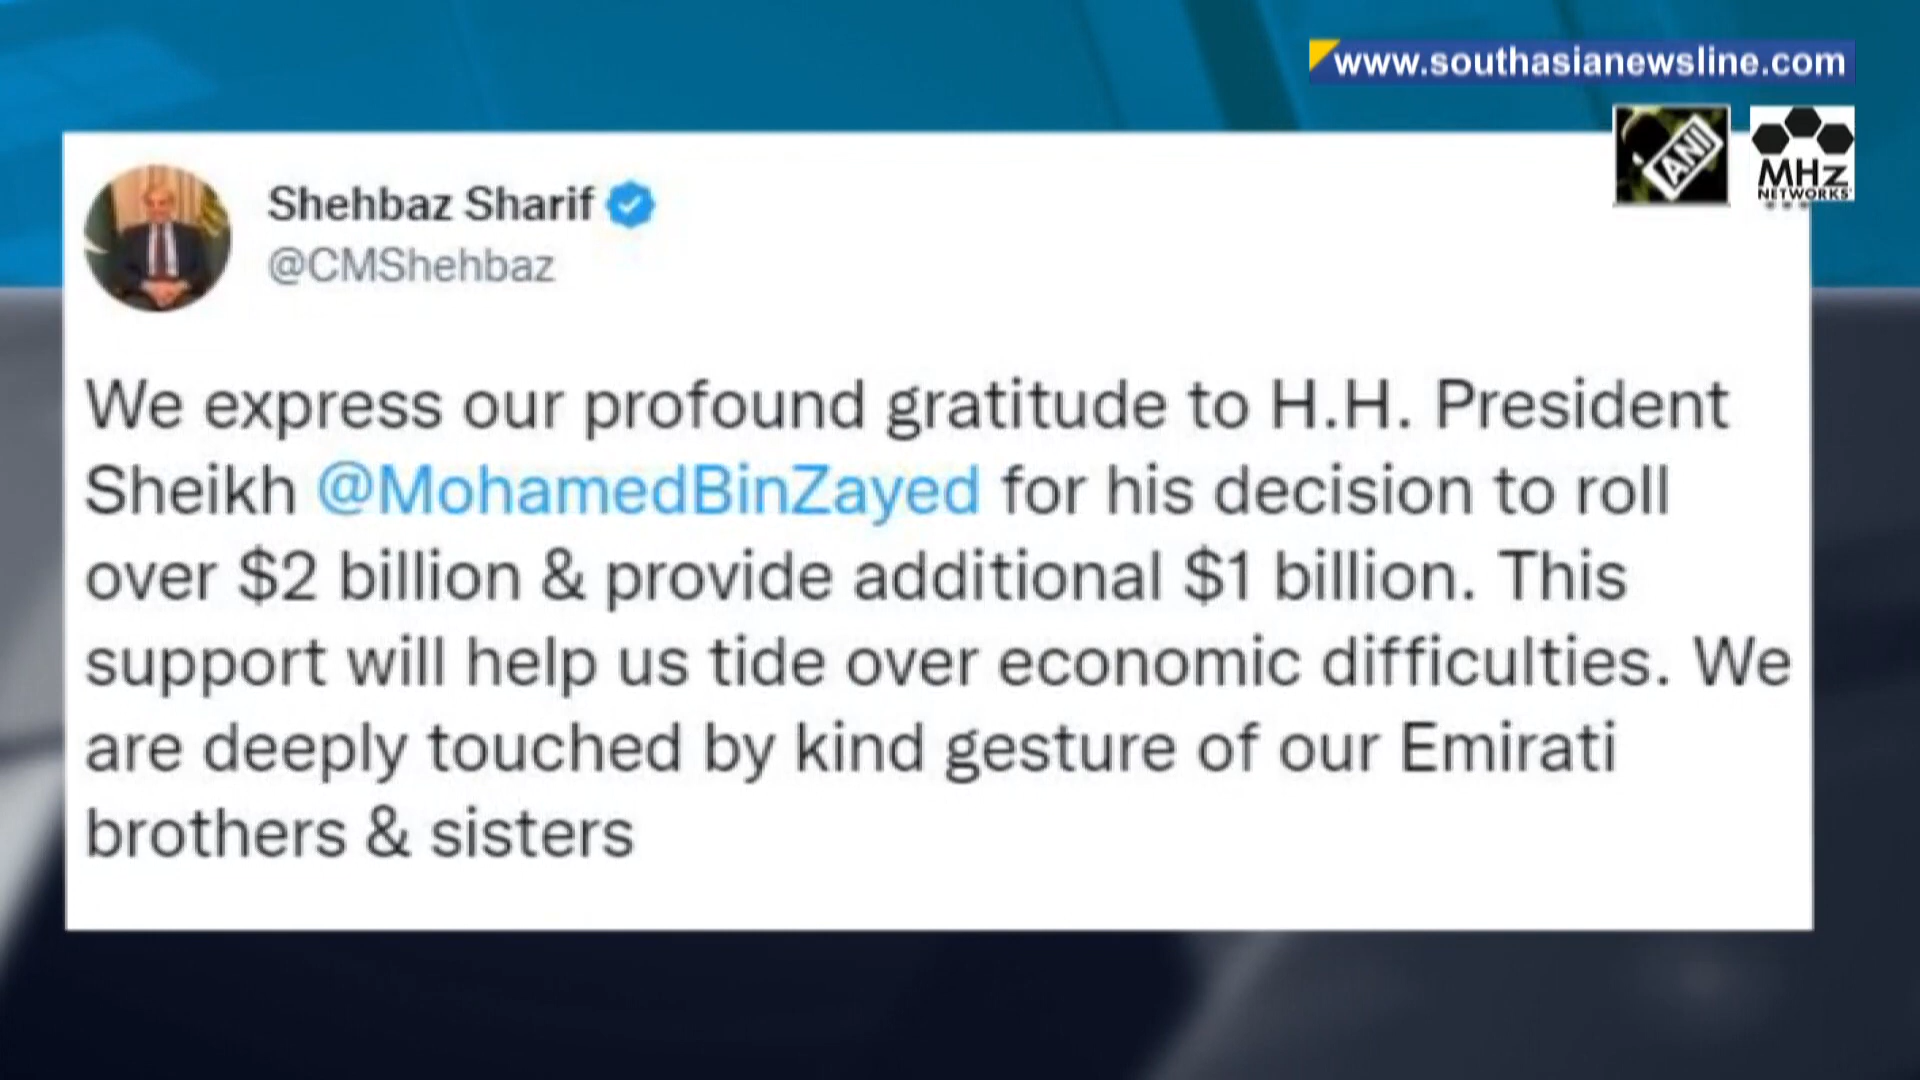 www.southasianewsline.com
ANI
MHz
NETWORKS
Shehbaz Sharif
@CMShehbaz
We express our profound gratitude to H.H. President
Sheikh @MohamedBinZayed for his decision to roll
over $2 billion & provide additional $1 billion. This
support will help us tide over economic difficulties. We
are deeply touched by kind gesture of our Emirati
brothers & sisters